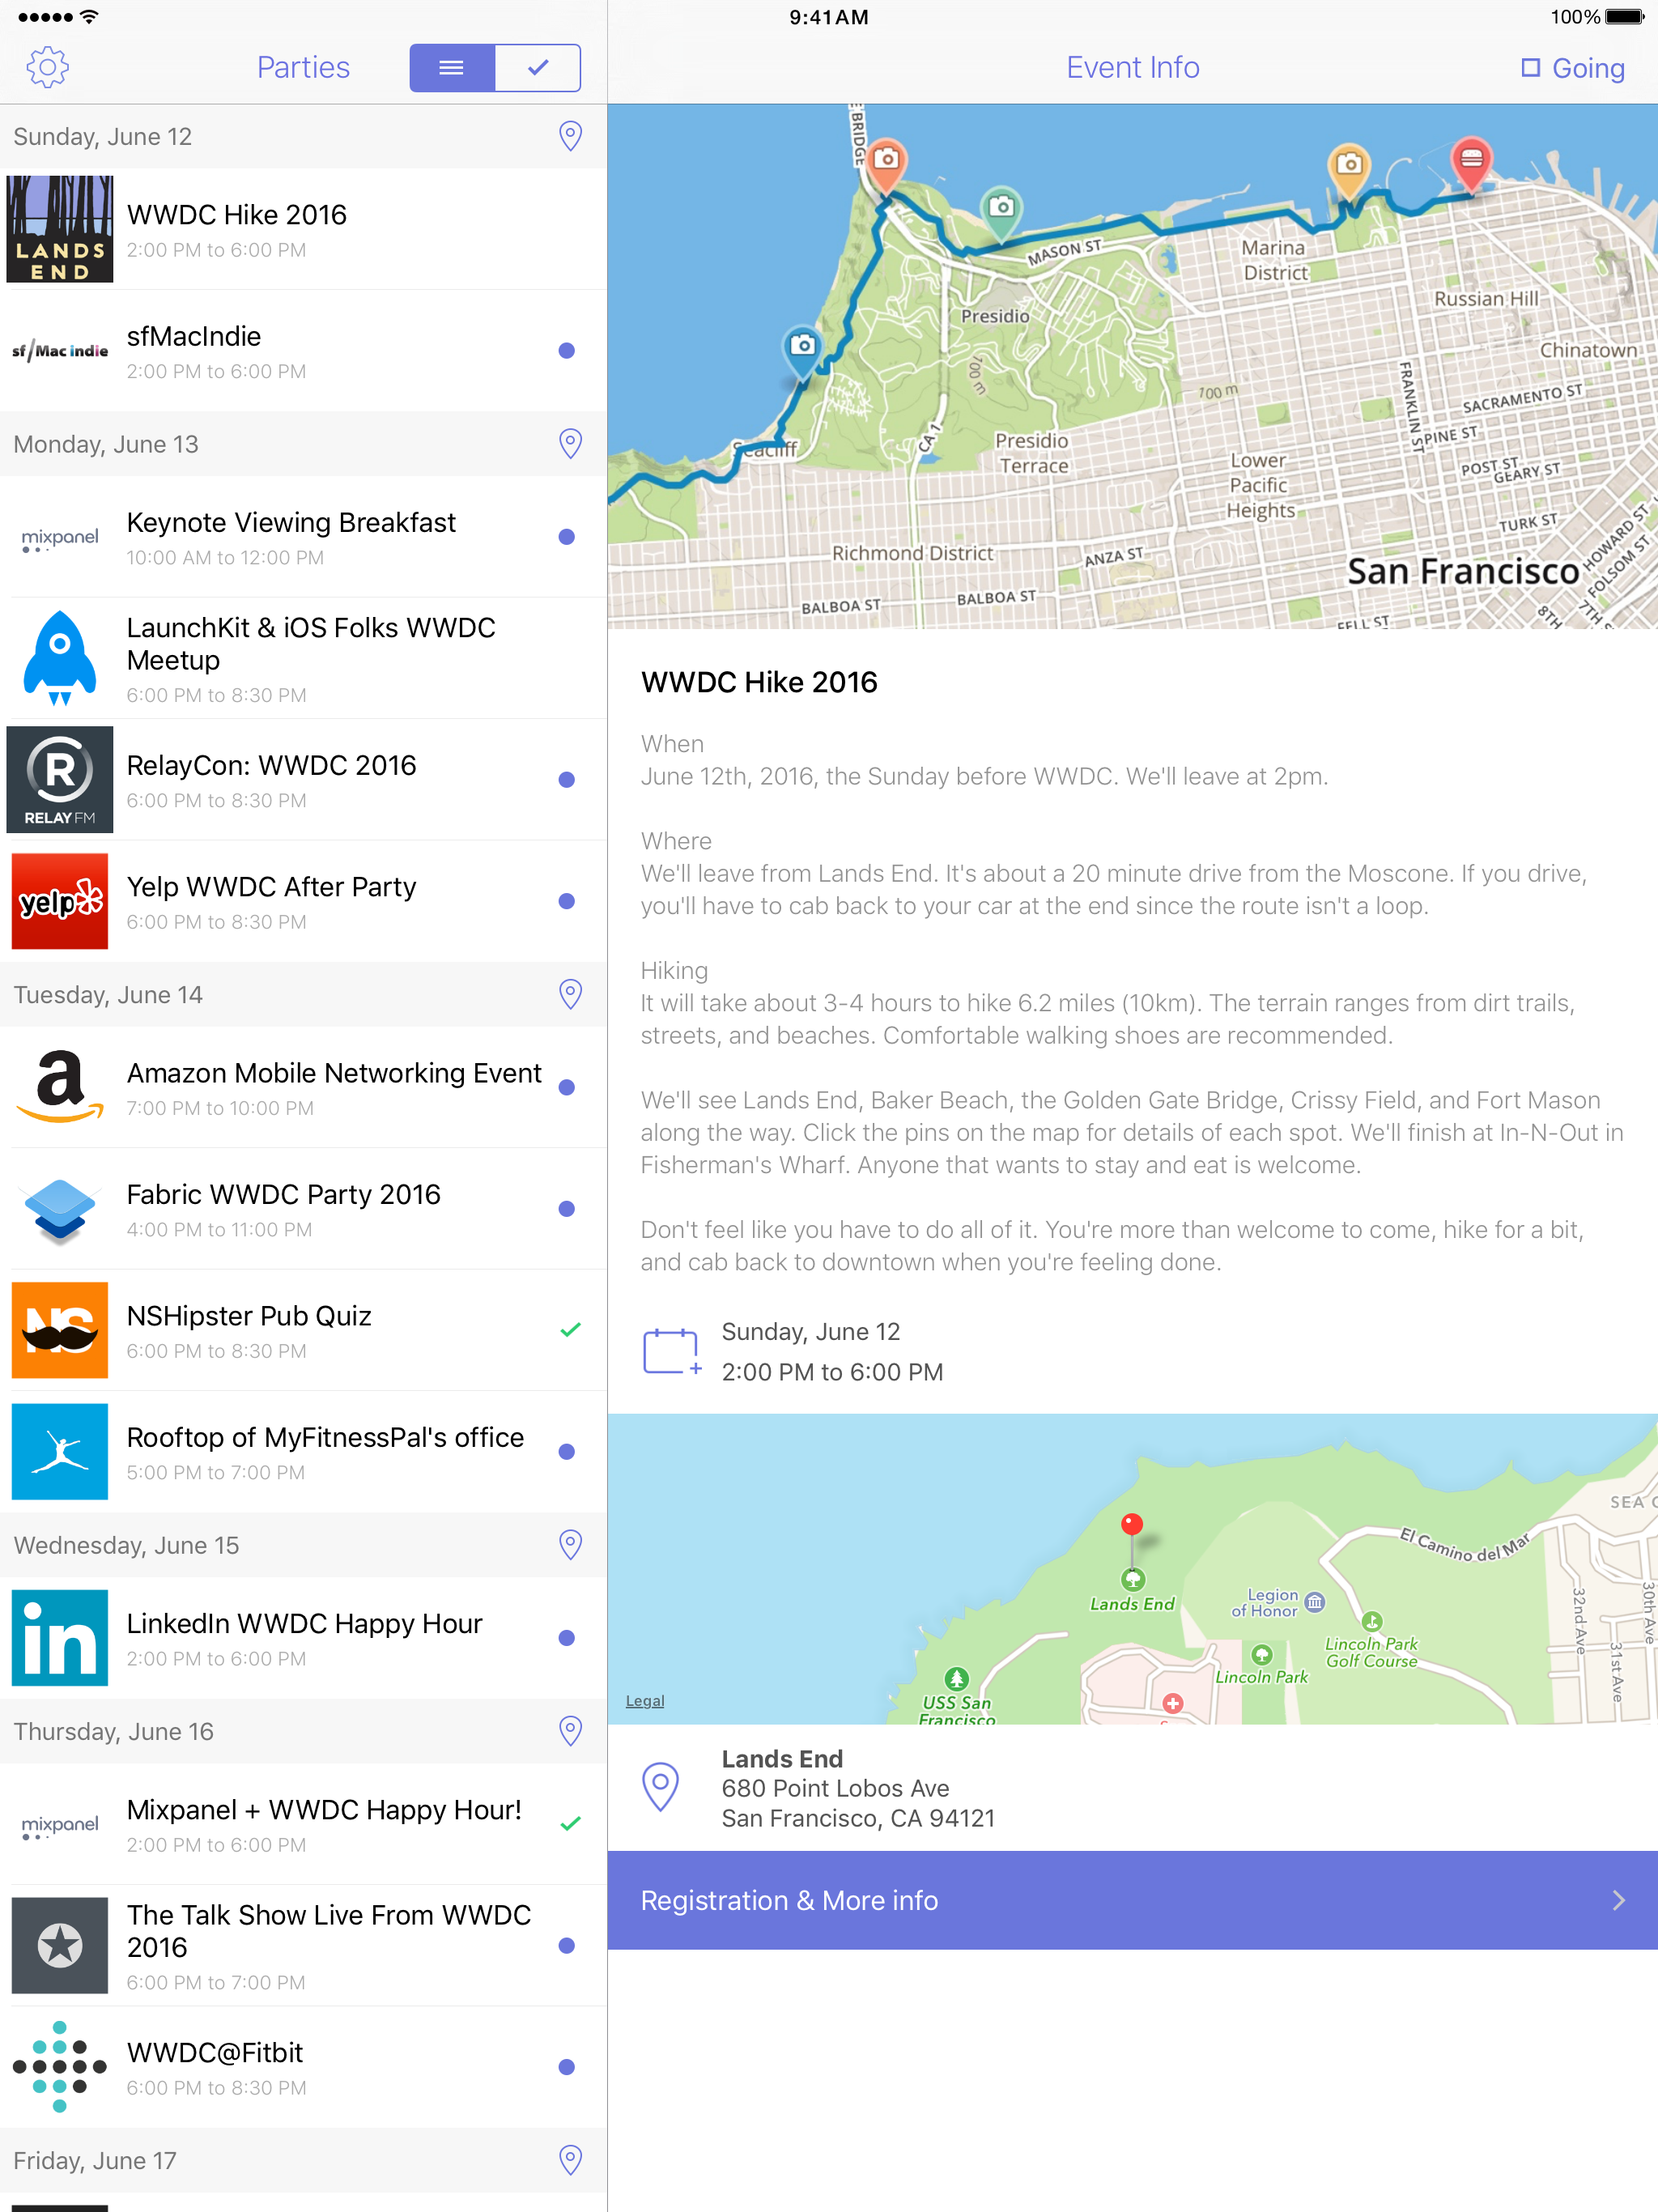 9:41AM
100%
Parties
Event Info
Going
Sunday, June 12
LANDS
END
WWDC Hike 2016
2:00 PM to 6:00 PM
sf/Mac indie
sfMacIndie
2:00 PM to 6:00 PM
Monday, June 13
mixpanel
Keynote Viewing Breakfast
10:00 AM to 12:00 PM
LaunchKit & iOS Folks WWDC
Meetup
6:00 PM to 8:30 PM
R
RELAY FM
RelayCon: WWDC 2016
6:00 PM to 8:30 PM
yelp
Yelp WWDC After Party
6:00 PM to 8:30 PM
Tuesday, June 14
a
Amazon Mobile Networking Event
7:00 PM to 10:00 PM
Fabric WWDC Party 2016
4:00 PM to 11:00 PM
NS
NSHipster Pub Quiz
6:00 PM to 8:30 PM
Rooftop of MyFitnessPal's office
5:00 PM to 7:00 PM
Wednesday, June 15
in
LinkedIn WWDC Happy Hour
2:00 PM to 6:00 PM
Thursday, June 16
mixpanel
Mixpanel + WWDC Happy Hour!
2:00 PM to 6:00 PM
The Talk Show Live From WWDC
2016
6:00 PM to 7:00 PM
WWDC@Fitbit
6:00 PM to 8:30 PM
Friday, June 17
BRIDGE
MASON ST
Marina
District
Russian Hill
Presidio
Chinatown
100 m
100 m
FRANKLIN ST
SACRAMENTO ST
CA 1
Seacliff
Presidio
Terrace
PINE ST
Lower
Pacific
Heights
POST ST
GEARY ST
TURK ST
HOWARD ST
FOLSOM ST
Richmond District
ANZA ST
San Francisco
BALBOA ST
BALBOA ST
FELL ST
8TH
7TH S
WWDC Hike 2016
When
June 12th, 2016, the Sunday before WWDC. We'll leave at 2pm.
Where
We'll leave from Lands End. It's about a 20 minute drive from the Moscone. If you drive,
you'll have to cab back to your car at the end since the route isn't a loop.
Hiking
It will take about 3-4 hours to hike 6.2 miles (10km). The terrain ranges from dirt trails,
streets, and beaches. Comfortable walking shoes are recommended.
We'll see Lands End, Baker Beach, the Golden Gate Bridge, Crissy Field, and Fort Mason
along the way. Click the pins on the map for details of each spot. We'll finish at In-N-Out in
Fisherman's Wharf. Anyone that wants to stay and eat is welcome.
Don't feel like you have to do all of it. You're more than welcome to come, hike for a bit,
and cab back to downtown when you're feeling done.
Sunday, June 12
2:00 PM to 6:00 PM
SEA C
El Camino del Mar
Lands End
Legion
of Honor
Lincoln Park
Golf Course
Lincoln Park
32nd Ave
31st Ave
30th Ave
USS San
Francisco
Legal
Lands End
680 Point Lobos Ave
San Francisco, CA 94121
Registration & More info